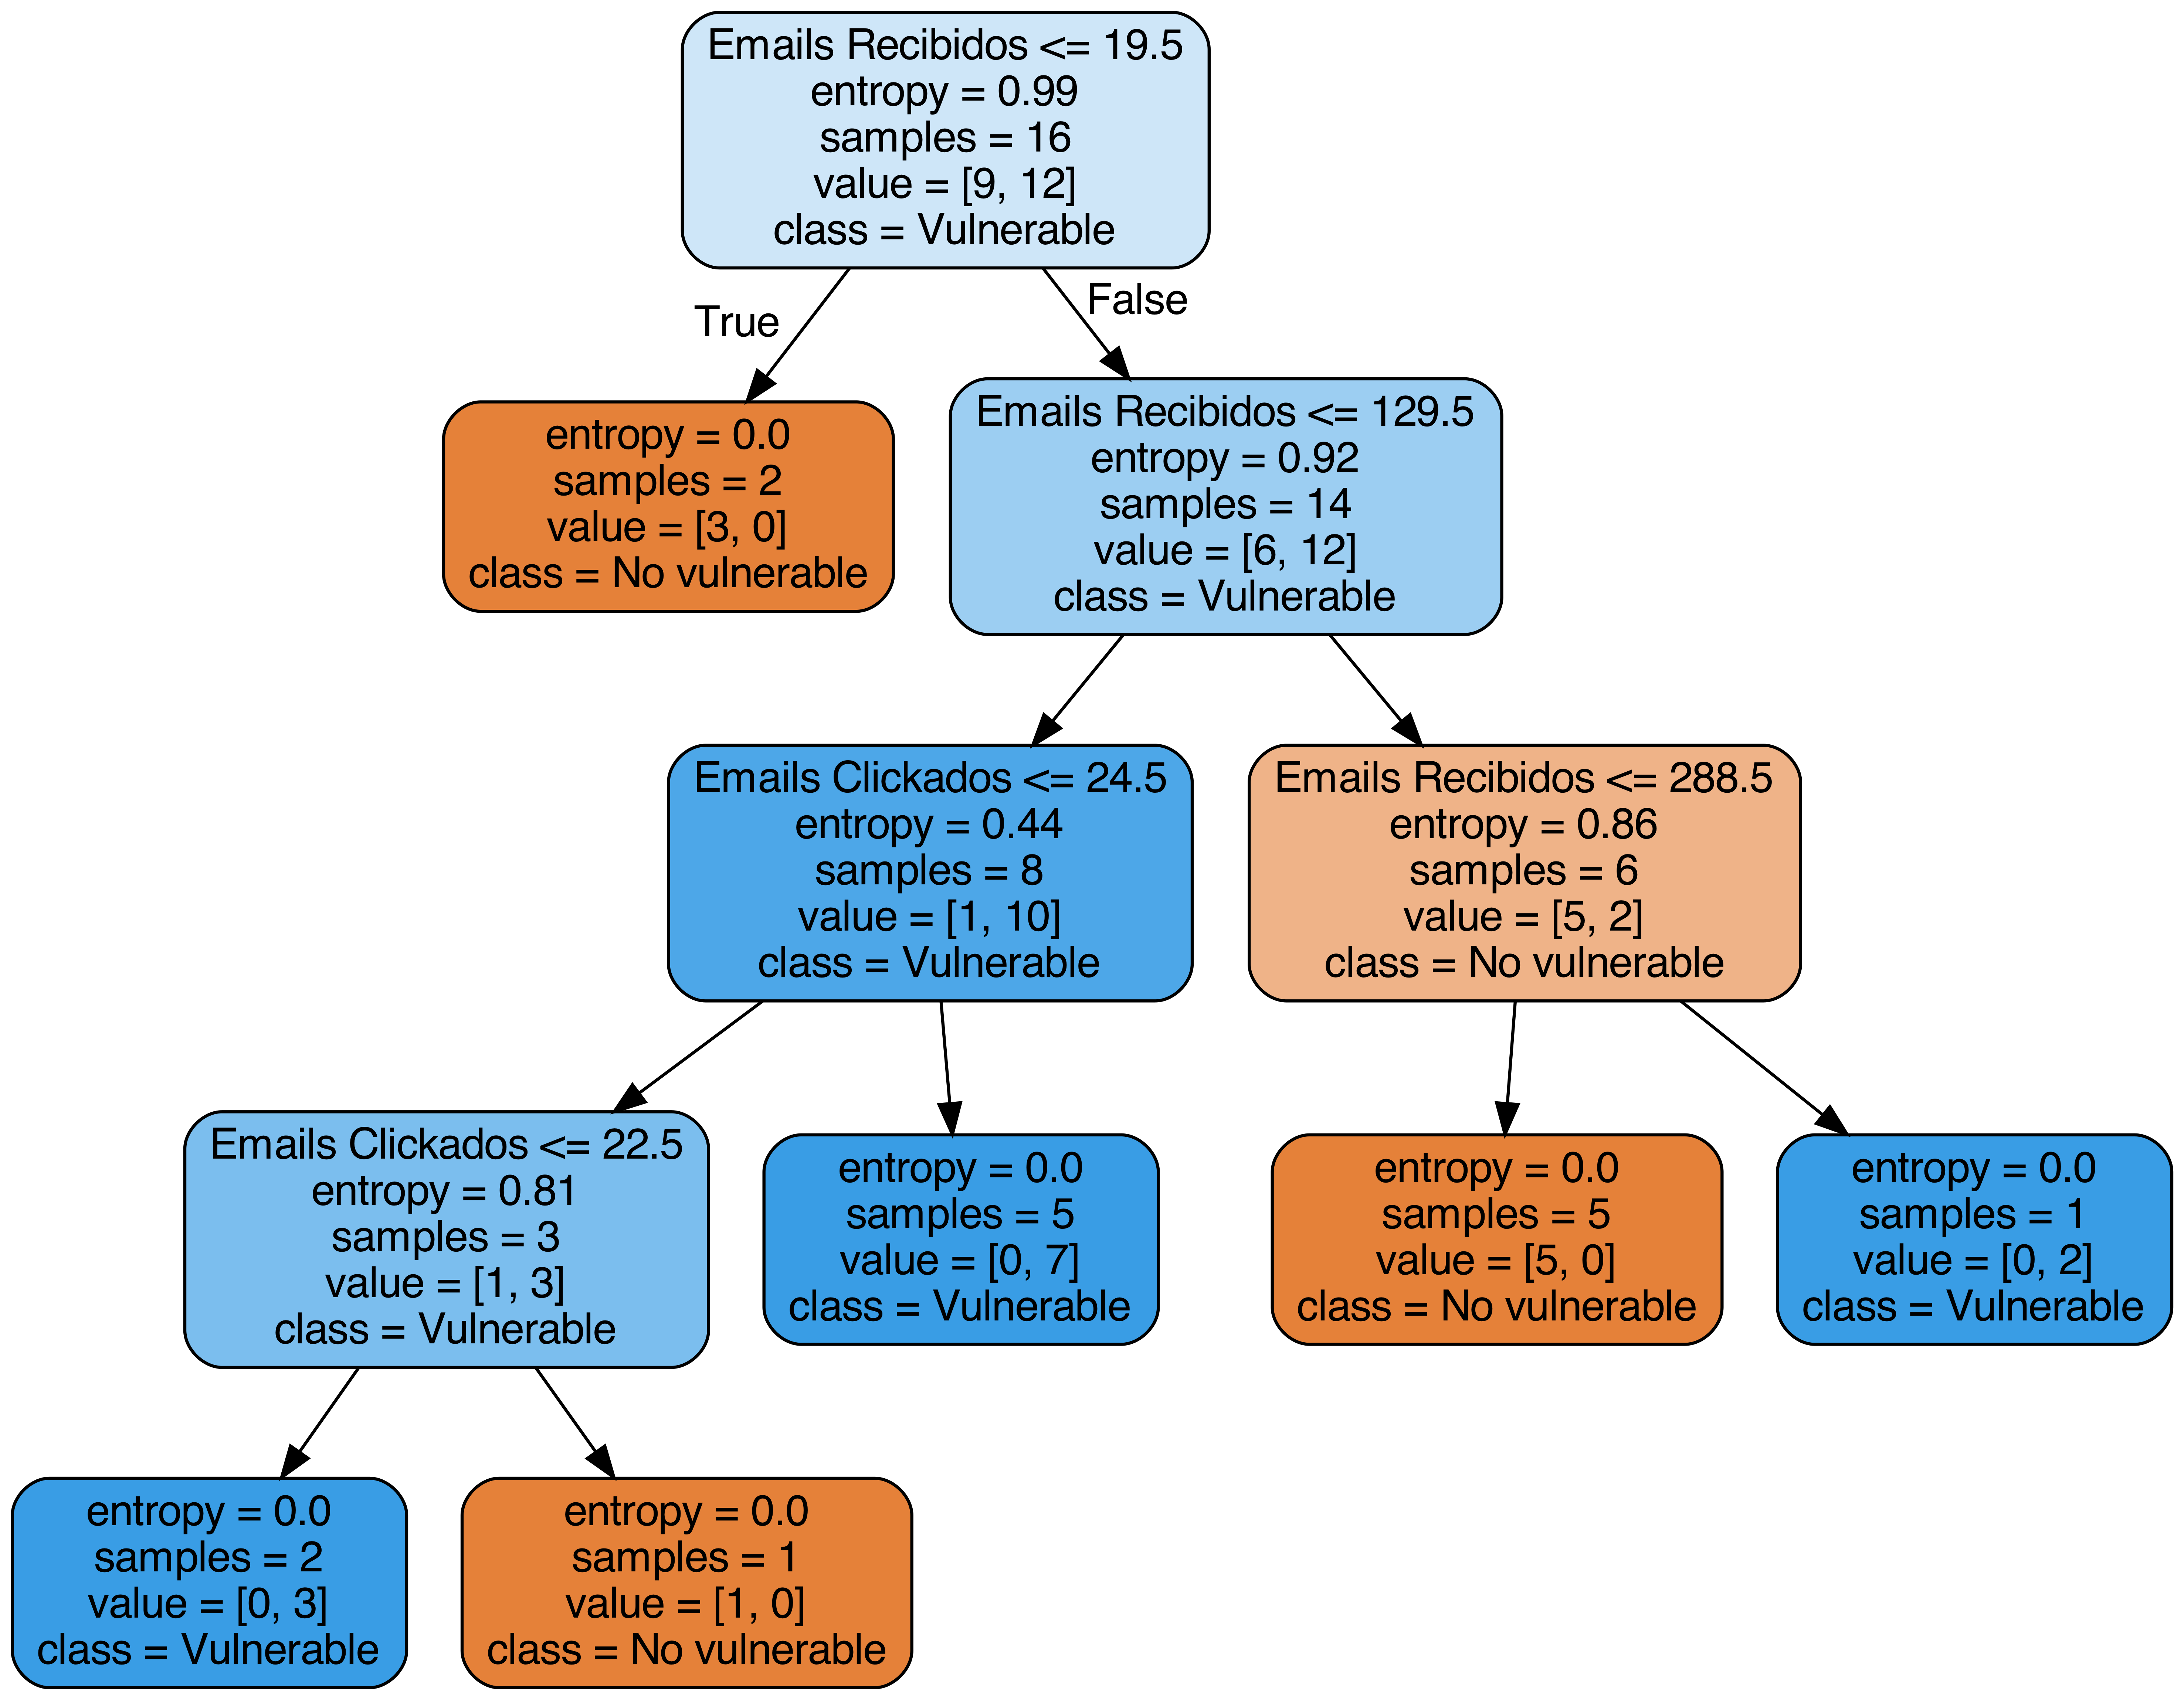 Emails Recibidos <= 19.5
entropy = 0.99
samples = 16
value = [9, 12]
class = Vulnerable
True
False
entropy = 0.0
samples = 2
value = [3, 0]
class = No vulnerable
Emails Recibidos <= 129.5
entropy = 0.92
samples = 14
value = [6, 12]
class = Vulnerable
Emails Clickados <= 24.5
entropy = 0.44
samples = 8
value = [1, 10]
class = Vulnerable
Emails Recibidos <= 288.5
entropy = 0.86
samples = 6
value = [5, 2]
class = No vulnerable
Emails Clickados <= 22.5
entropy = 0.81
samples = 3
value = [1, 3]
class = Vulnerable
entropy = 0.0
samples = 5
value = [0, 7]
class = Vulnerable
entropy = 0.0
samples = 5
value = [5, 0]
class = No vulnerable
entropy = 0.0
samples = 1
value = [0, 2]
class = Vulnerable
entropy = 0.0
samples = 2
value = [0, 3]
class = Vulnerable
entropy = 0.0
samples = 1
value = [1, 0]
class = No vulnerable